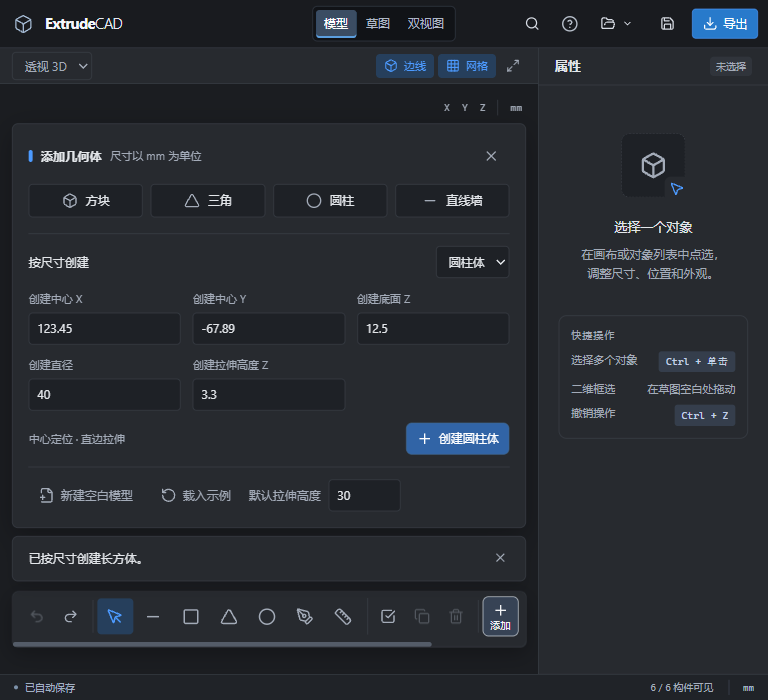 ExtrudeCAD
模型 草图 双视图
导出
透视 3D
边线 网格
属性
未选择
X Y Z mm
添加几何体 尺寸以 mm 为单位
方块 三角 圆柱 直线墙
按尺寸创建
圆柱体
创建中心 X 创建中心 Y 创建底面 Z
123.45 -67.89 12.5
创建直径 创建拉伸高度 Z
40 3.3
中心定位 · 直边拉伸
创建圆柱体
新建空白模型 载入示例 默认拉伸高度 30
已按尺寸创建长方体。
添加
选择一个对象
在画布或对象列表中点选，
调整尺寸、位置和外观。
快捷操作
选择多个对象 Ctrl + 单击
二维框选 在草图空白处拖动
撤销操作 Ctrl + Z
已自动保存
6 / 6 构件可见 mm